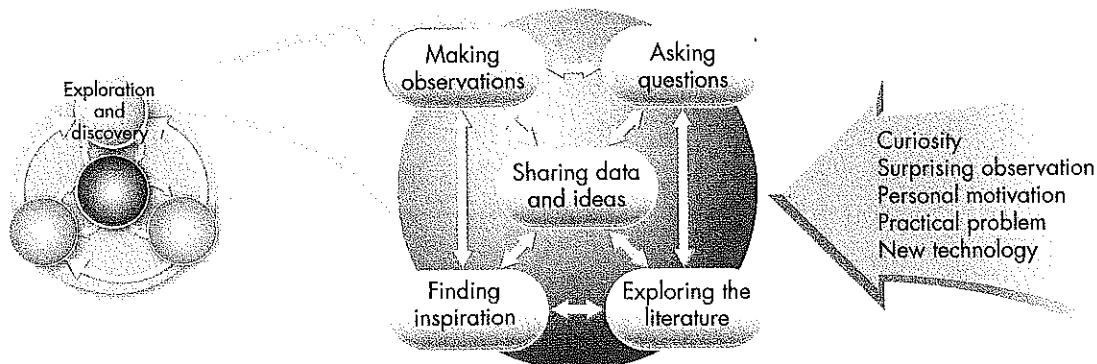 Exploration
and
discovery
Making
observations
Asking
questions
Sharing data
and ideas
Finding
inspiration
Exploring the
literature
Curiosity
Surprising observation
Personal motivation
Practical problem
New technology